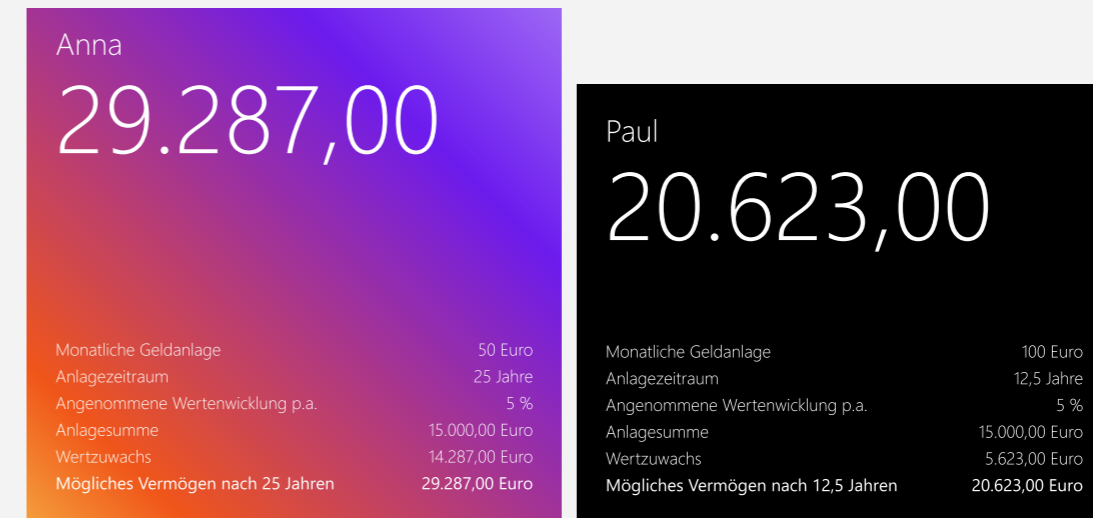 Anna
29.287,00
Monatliche Geldanlage 50 Euro
Anlagezeitraum 25 Jahre
Angenommene Wertenwicklung p.a. 5 %
Anlagesumme 15.000,00 Euro
Wertzuwachs 14.287,00 Euro
Mögliches Vermögen nach 25 Jahren 29.287,00 Euro
Paul
20.623,00
Monatliche Geldanlage 100 Euro
Anlagezeitraum 12,5 Jahre
Angenommene Wertenwicklung p.a. 5 %
Anlagesumme 15.000,00 Euro
Wertzuwachs 5.623,00 Euro
Mögliches Vermögen nach 12,5 Jahren 20.623,00 Euro